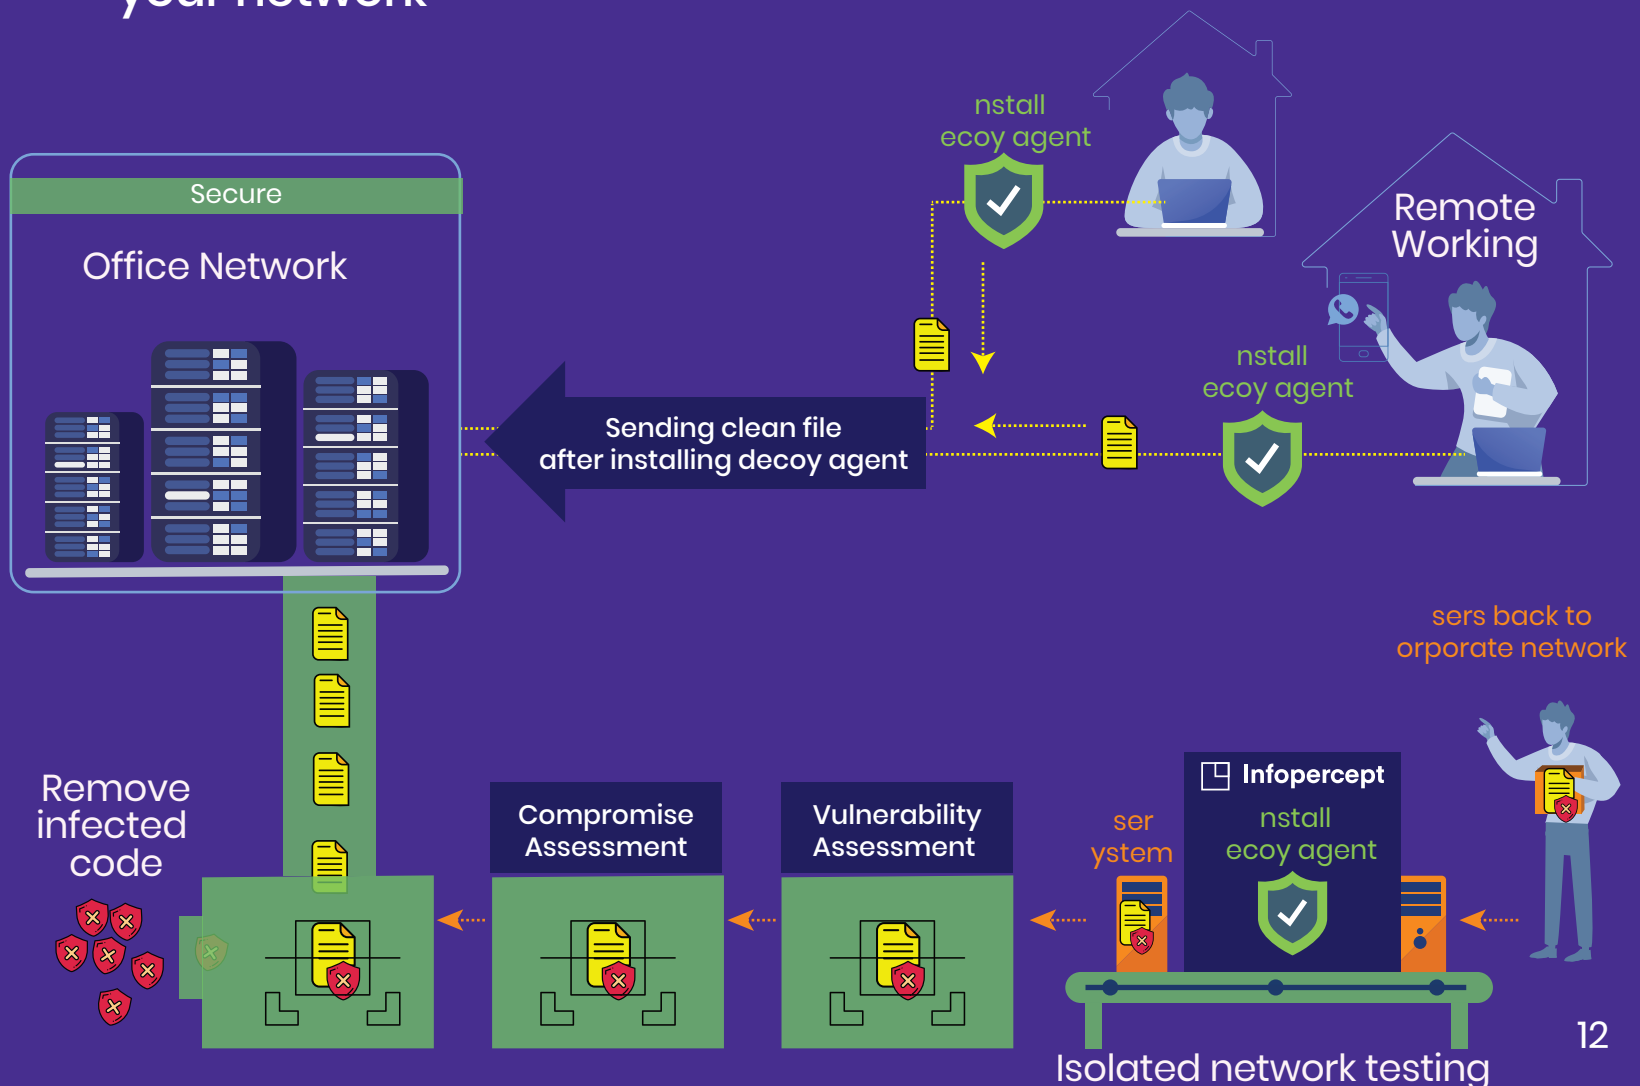 your network
nstall
ecoy agent
Secure
Office Network
Remote
Working
nstall
ecoy agent
Sending clean file
after installing decoy agent
sers back to
orporate network
Remove
infected
code
Compromise
Assessment
Vulnerability
Assessment
ser
ystem
Infopercept
nstall
ecoy agent
12
Isolated network testing